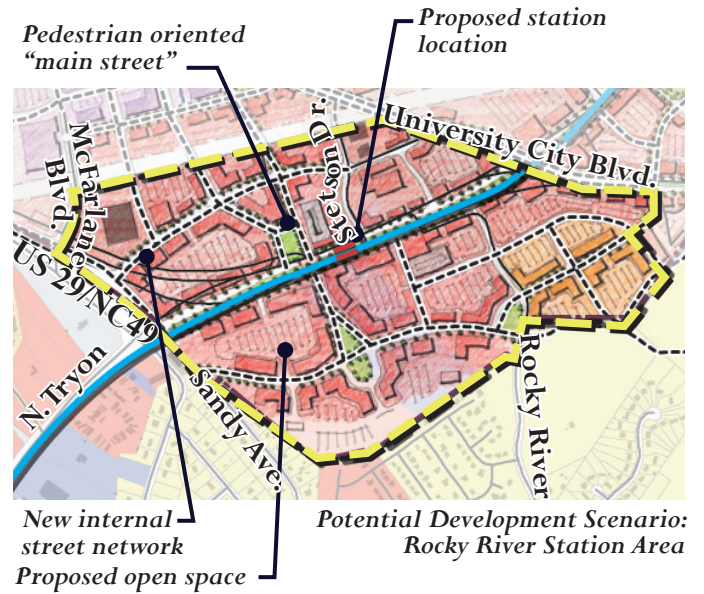 Proposed station
location
Pedestrian oriented
“main street”
University City Blvd.
Stetson Dr.
McFarlane
Blvd.
US 29/NC49
N. Tryon
Sandy Ave.
Rocky River
New internal
street network
Proposed open space
Potential Development Scenario:
Rocky River Station Area